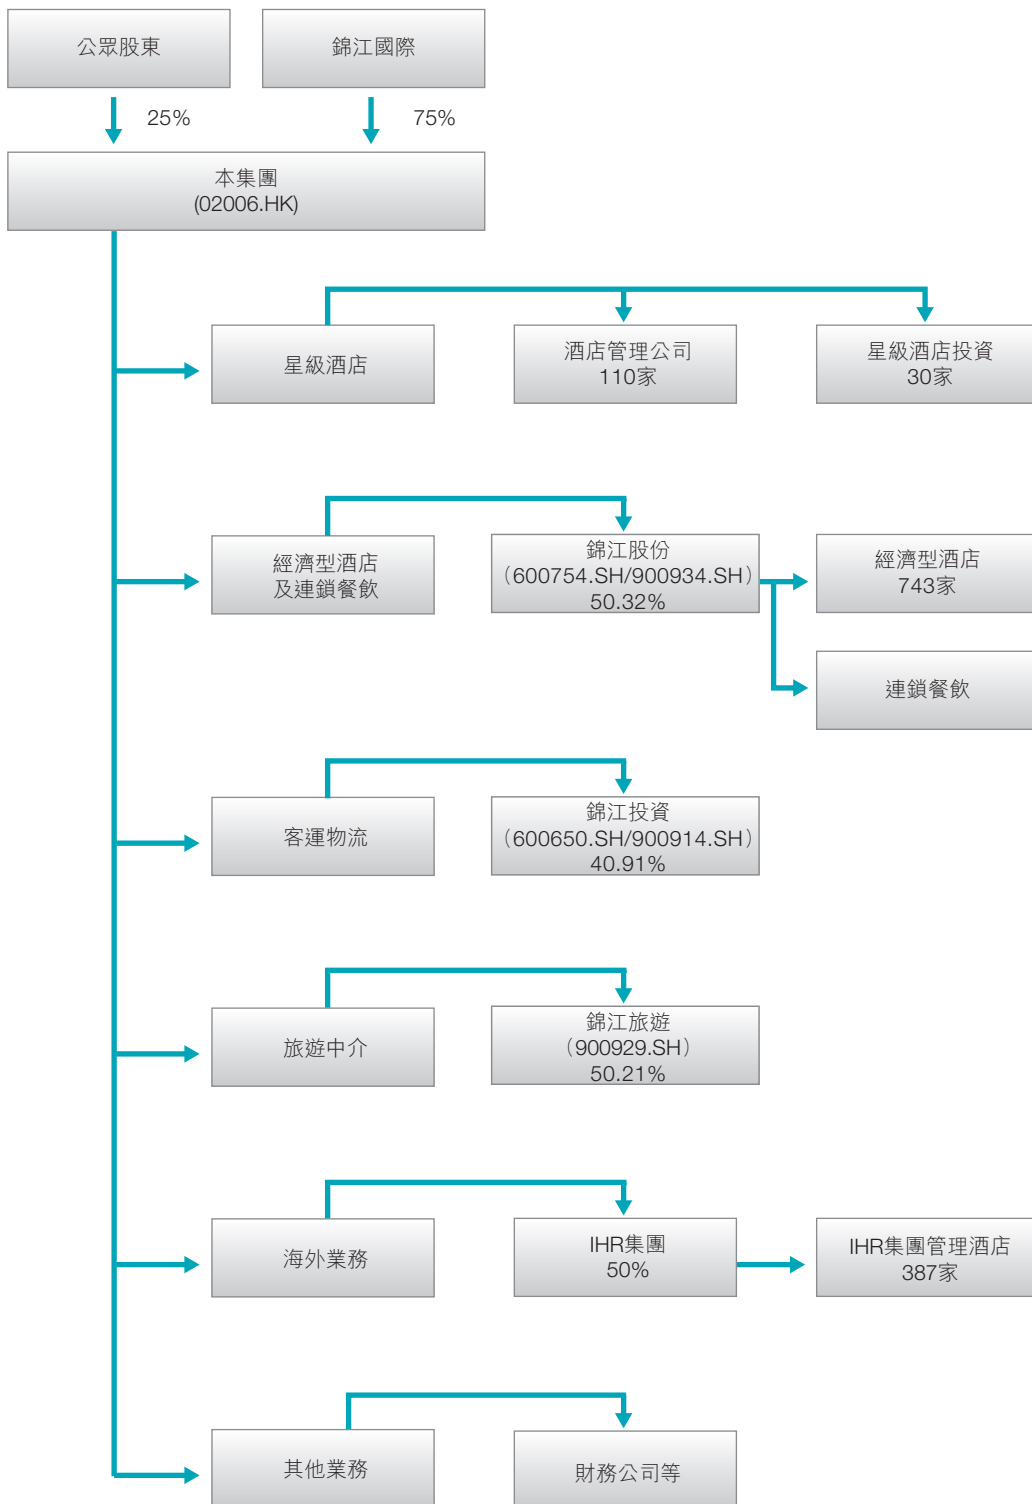 公眾股東
錦江國際
25%
75%
本集團
(02006.HK)
星級酒店
酒店管理公司
110家
星級酒店投資
30家
經濟型酒店
及連鎖餐飲
錦江股份
（600754.SH/900934.SH）
50.32%
經濟型酒店
743家
連鎖餐飲
客運物流
錦江投資
（600650.SH/900914.SH）
40.91%
旅遊中介
錦江旅遊
（900929.SH）
50.21%
海外業務
IHR集團
50%
IHR集團管理酒店
387家
其他業務
財務公司等